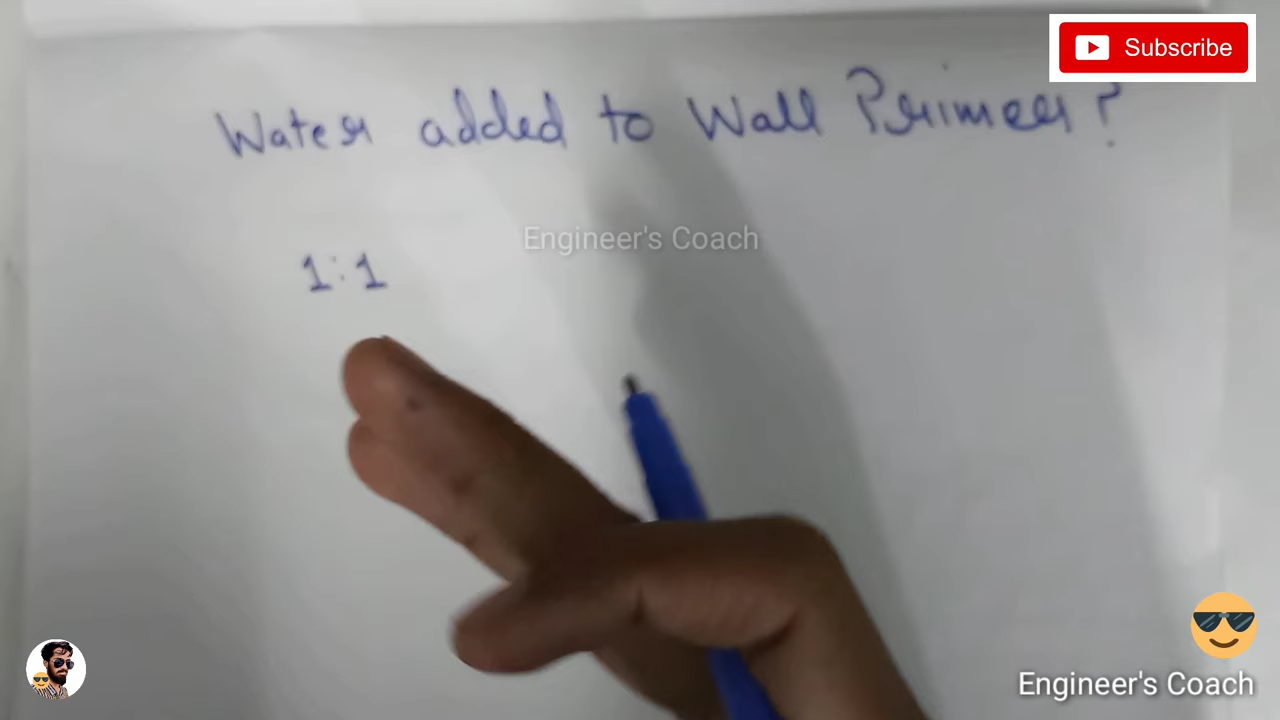 Subscribe
Water added to Wall Primer?
Engineer's Coach
1:1
Engineer's Coach